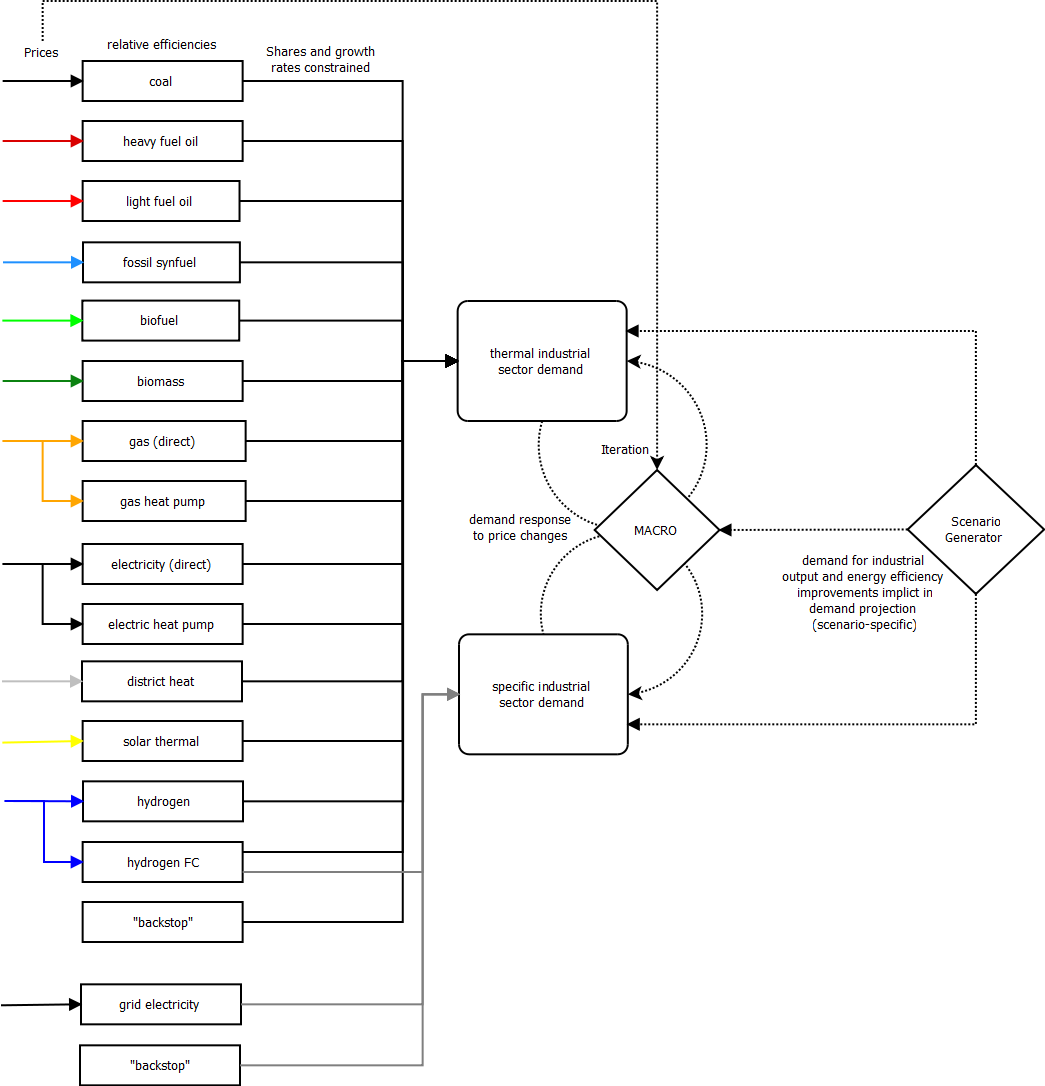 Prices
relative efficiencies
Shares and growth
rates constrained
coal
heavy fuel oil
light fuel oil
fossil synfuel
biofuel
biomass
gas (direct)
gas heat pump
electricity (direct)
electric heat pump
district heat
solar thermal
hydrogen
hydrogen FC
"backstop"
grid electricity
"backstop"
thermal industrial
sector demand
Iteration
demand response
to price changes
MACRO
specific industrial
sector demand
Scenario
Generator
demand for industrial
output and energy efficiency
improvements implict in
demand projection
(scenario-specific)